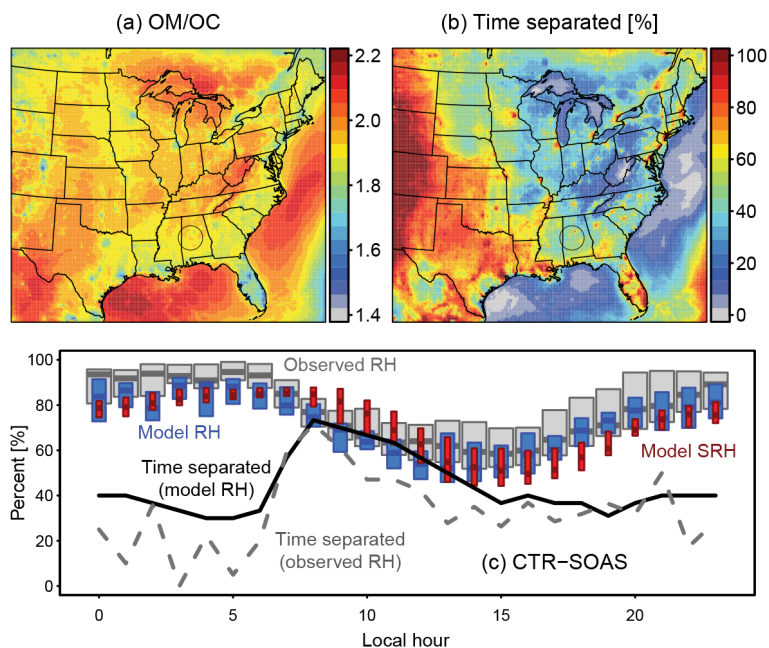 (a) OM/OC
(b) Time separated [%]
2.2
2.0
1.8
1.6
1.4
100
80
60
40
20
0
100
80
60
40
20
0
Percent [%]
Observed RH
Model RH
Model SRH
Time separated
(model RH)
Time separated
(observed RH)
(c) CTR−SOAS
0
5
10
15
20
Local hour